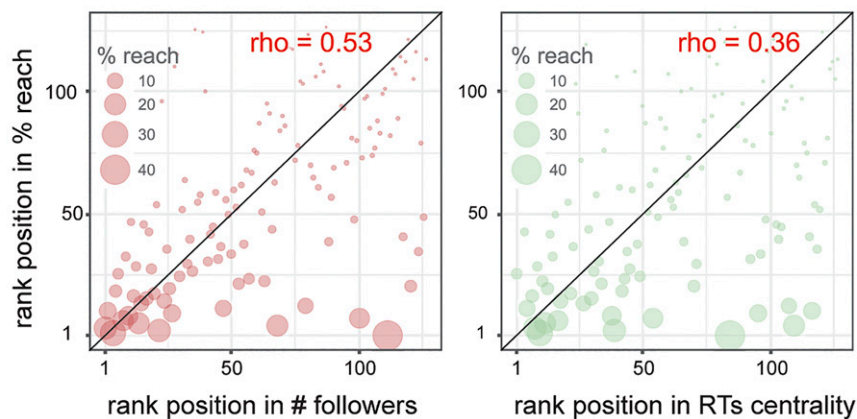 rho = 0.53
% reach
10
20
30
40
rank position in % reach
100
50
1
1 50 100
rank position in # followers
rho = 0.36
% reach
10
20
30
40
100
50
1
1 50 100
rank position in RTs centrality